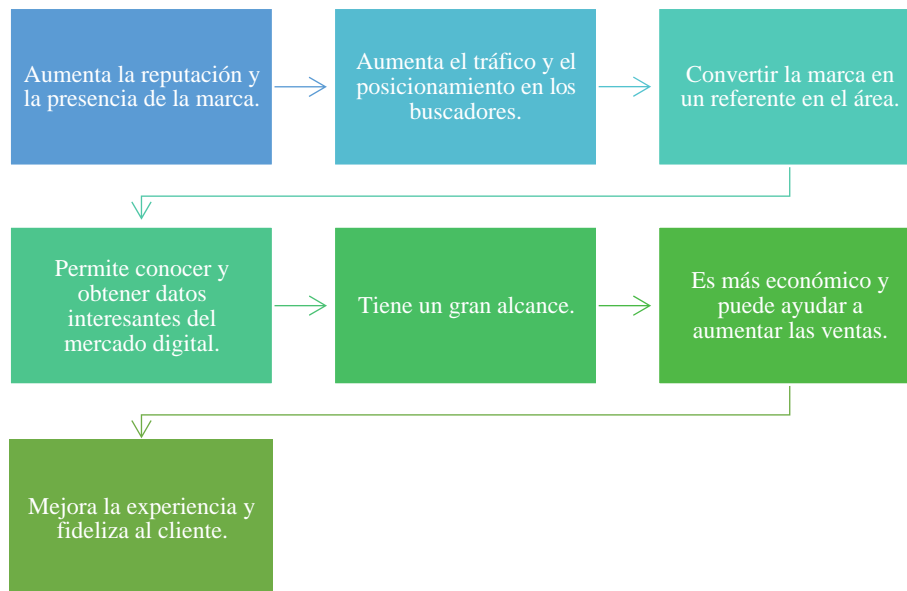 Aumenta la reputación y
la presencia de la marca.
Aumenta el tráfico y el
posicionamiento en los
buscadores.
Convertir la marca en
un referente en el área.
Permite conocer y
obtener datos
interesantes del
mercado digital.
Tiene un gran alcance.
Es más económico y
puede ayudar a
aumentar las ventas.
Mejora la experiencia y
fideliza al cliente.